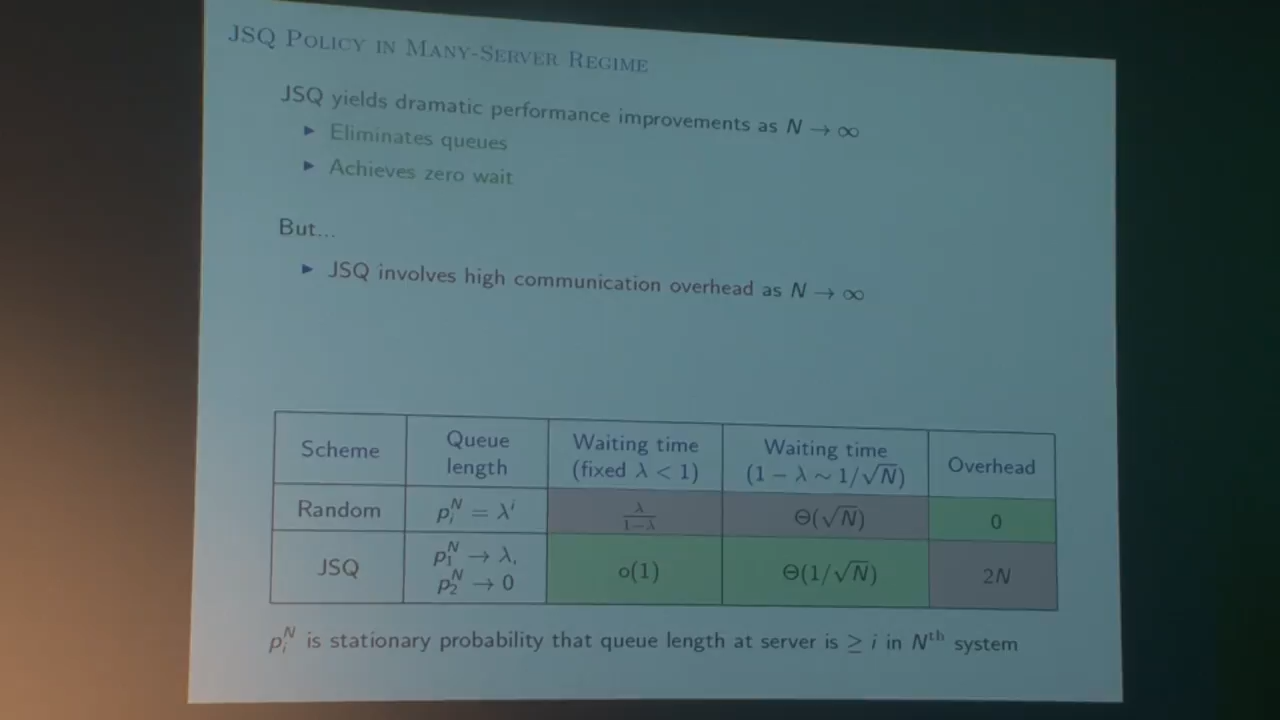 JSQ Policy in Many-Server Regime
JSQ yields dramatic performance improvements as N → ∞
▶ Eliminates queues
▶ Achieves zero wait
But...
▶ JSQ involves high communication overhead as N → ∞
Scheme | Queue length | Waiting time (fixed λ < 1) | Waiting time (1 − λ ∼ 1/√N) | Overhead
Random | p_i^N = λ^i | λ/(1−λ) | Θ(√N) | 0
JSQ | p_1^N → λ, p_2^N → 0 | o(1) | Θ(1/√N) | 2N
p_i^N is stationary probability that queue length at server is ≥ i in N^th system